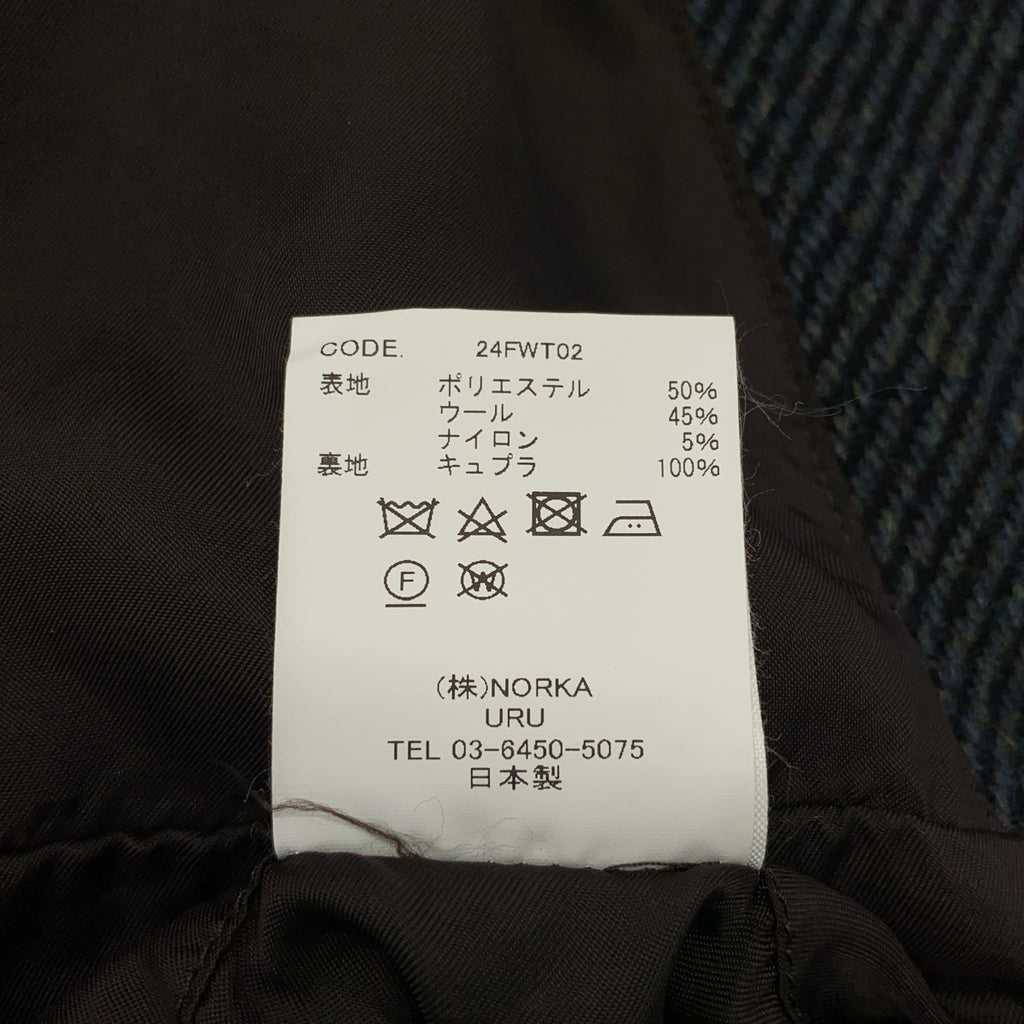 CODE. 24FWT02
表地 ポリエステル 50%
ウール 45%
ナイロン 5%
裏地 キュプラ 100%
F W
(株)NORKA
URU
TEL 03-6450-5075
日本製